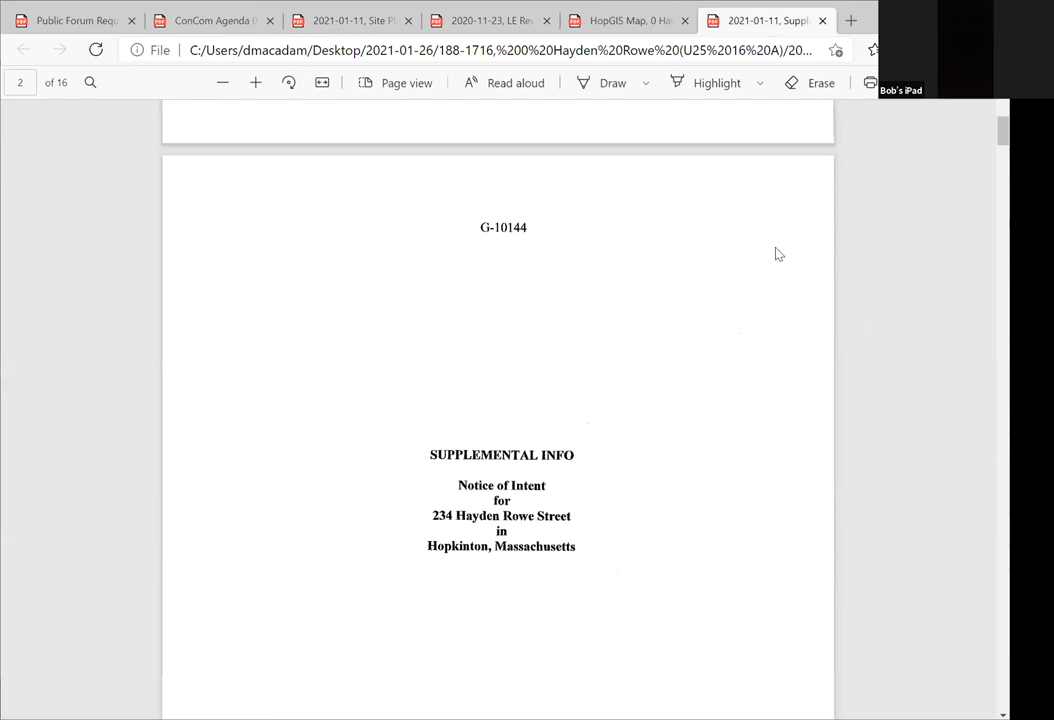 Public Forum Requ
ConCom Agenda 0
2021-01-11, Site Pl
2020-11-23, LE Rev
HopGIS Map, 0 Ha
2021-01-11, Suppl
File
C:/Users/dmacadam/Desktop/2021-01-26/188-1716,%200%20Hayden%20Rowe%20(U25%2016%20A)/20...
2 of 16
Page view
Read aloud
Draw
Highlight
Erase
Bob's iPad
G-10144
SUPPLEMENTAL INFO
Notice of Intent
for
234 Hayden Rowe Street
in
Hopkinton, Massachusetts